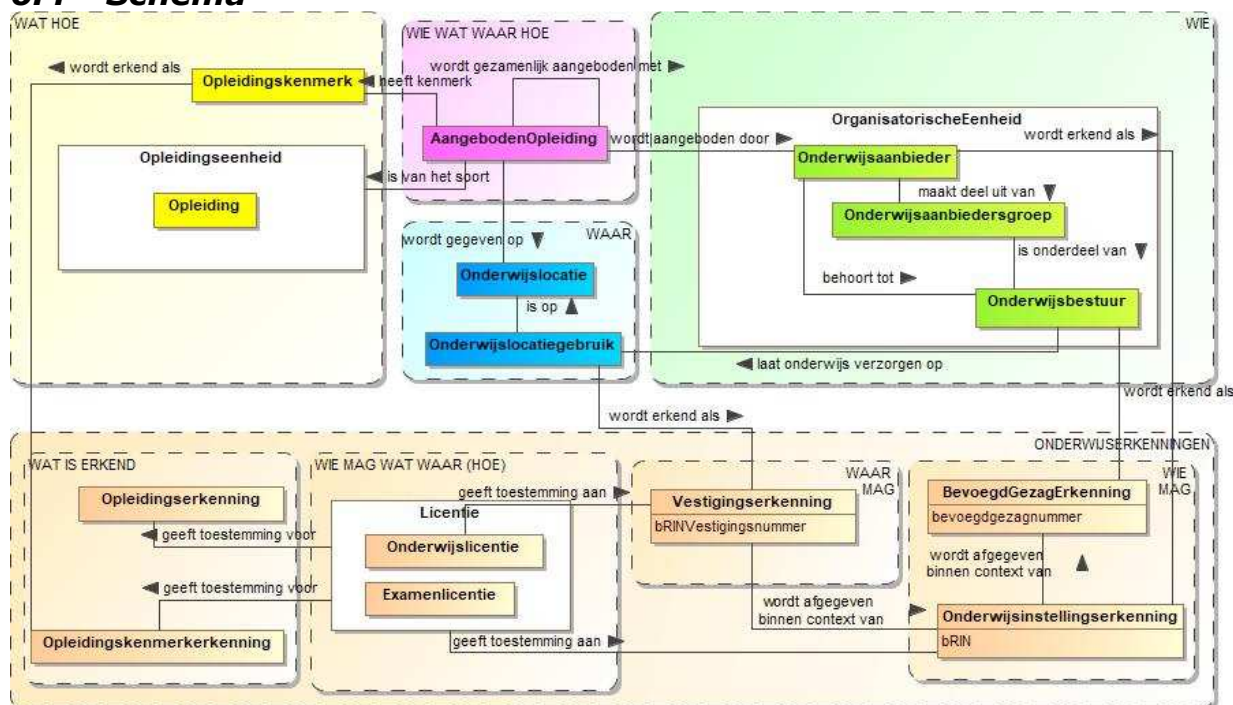 Schema
WAT HOE
WIE WAT WAAR HOE
WIE
◄ wordt erkend als
Opleidingskenmerk
◄ heeft kenmerk
wordt gezamenlijk aangeboden met ►
AangebodenOpleiding
wordt aangeboden door ►
OrganisatorischeEenheid
wordt erkend als ►
Onderwijsaanbieder
maakt deel uit van ▼
Onderwijsaanbiedersgroep
is onderdeel van ▼
behoort tot ►
Onderwijsbestuur
Opleidingseenheid
Opleiding
◄ is van het soort
WAAR
wordt gegeven op ▼
Onderwijslocatie
is op ▲
Onderwijslocatiegebruik
◄ laat onderwijs verzorgen op
wordt erkend als ►
wordt erkend als
ONDERWIJSERKENNINGEN
WAT IS ERKEND
Opleidingserkenning
◄ geeft toestemming voor
◄ geeft toestemming voor
Opleidingskenmerkerkenning
WIE MAG WAT WAAR (HOE)
Licentie
Onderwijslicentie
Examenlicentie
geeft toestemming aan ►
geeft toestemming aan ►
WAAR
MAG
Vestigingserkenning
bRINVestigingsnummer
wordt afgegeven
binnen context van ►
WIE
MAG
BevoegdGezagErkenning
bevoegdgezagnummer
wordt afgegeven
binnen context van ▲
Onderwijsinstellingserkenning
bRIN